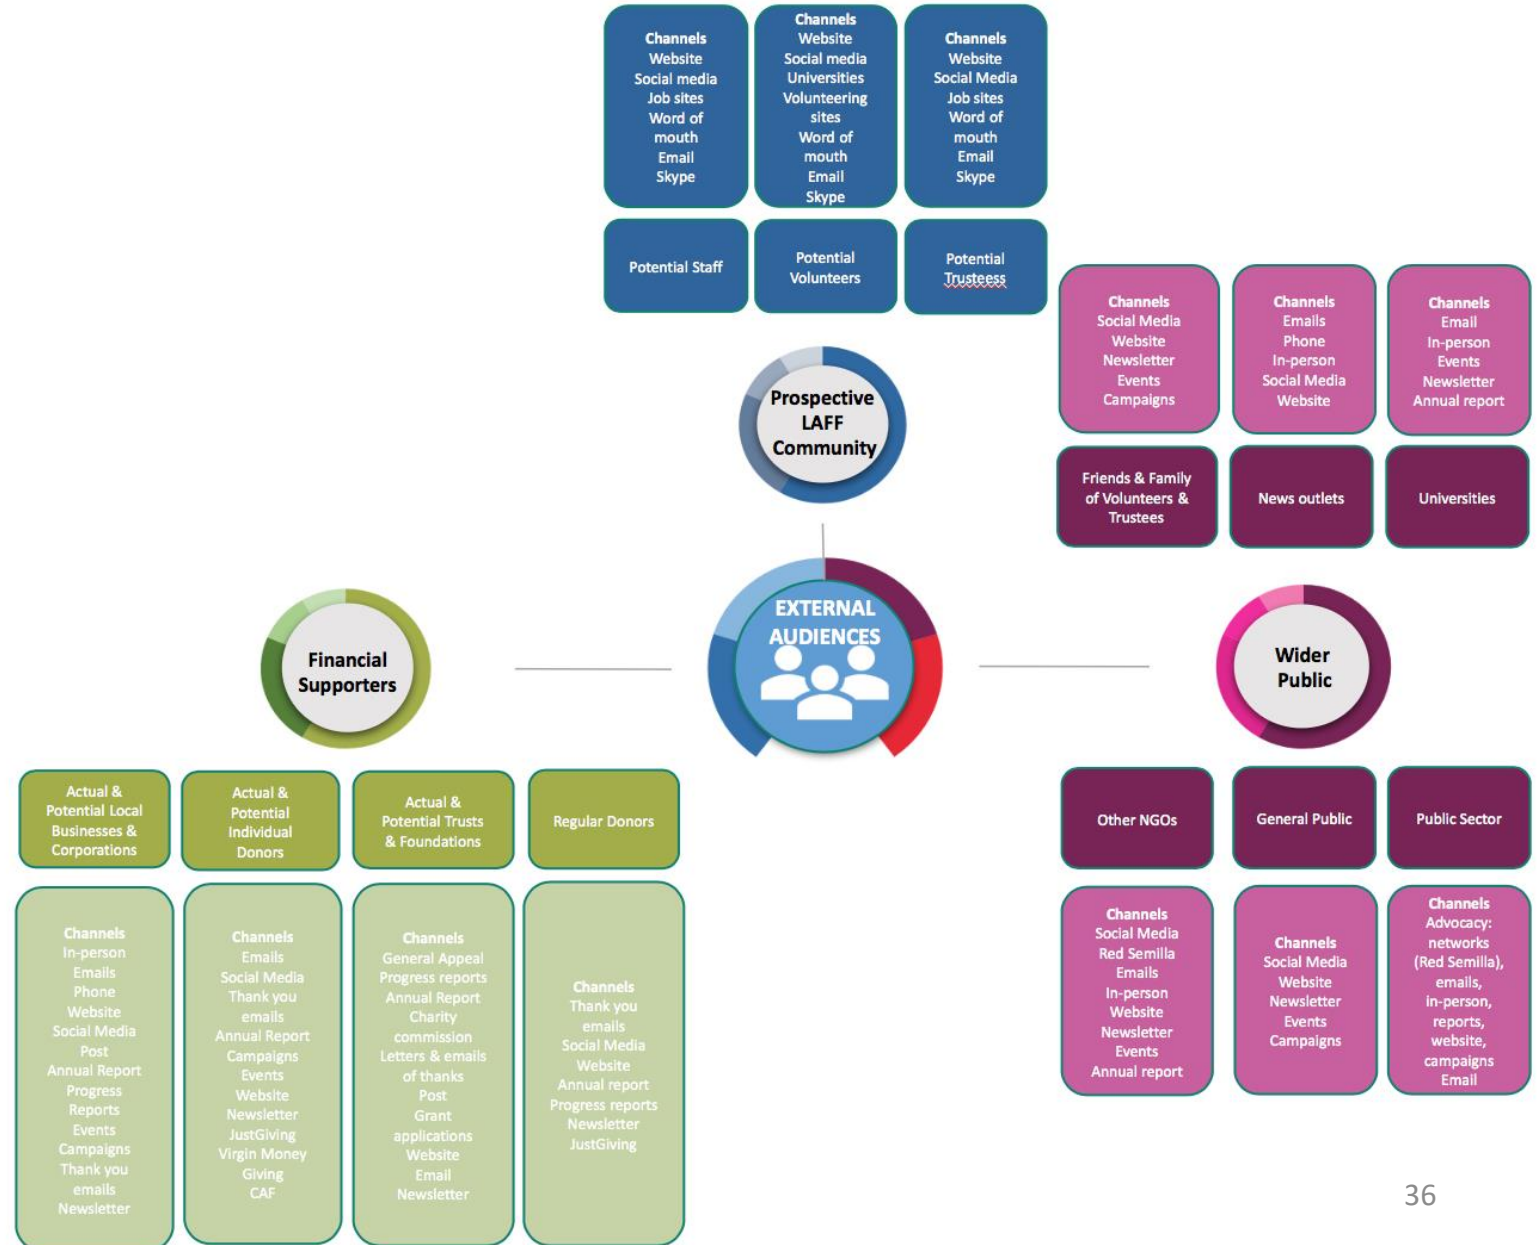 Channels
Website
Social media
Job sites
Word of
mouth
Email
Skype
Channels
Website
Social media
Universities
Volunteering
sites
Word of
mouth
Email
Skype
Channels
Website
Social Media
Job sites
Word of
mouth
Email
Skype
Potential Staff
Potential
Volunteers
Potential
Trusteess
Prospective
LAFF
Community
Channels
Social Media
Website
Newsletter
Events
Campaigns
Channels
Emails
Phone
In-person
Social Media
Website
Channels
Email
In-person
Events
Newsletter
Annual report
Friends & Family
of Volunteers &
Trustees
News outlets
Universities
EXTERNAL
AUDIENCES
Financial
Supporters
Wider
Public
Actual &
Potential Local
Businesses &
Corporations
Actual &
Potential
Individual
Donors
Actual &
Potential Trusts
& Foundations
Regular Donors
Channels
In-person
Emails
Phone
Website
Social Media
Post
Annual Report
Progress
Reports
Events
Campaigns
Thank you
emails
Newsletter
Channels
Emails
Social Media
Thank you
emails
Annual Report
Campaigns
Events
Website
Newsletter
JustGiving
Virgin Money
Giving
CAF
Channels
General Appeal
Progress reports
Annual Report
Charity
commission
Letters & emails
of thanks
Post
Grant
applications
Website
Email
Newsletter
Channels
Thank you
emails
Social Media
Website
Annual report
Progress reports
Newsletter
JustGiving
Other NGOs
General Public
Public Sector
Channels
Social Media
Red Semilla
Emails
In-person
Website
Newsletter
Events
Annual report
Channels
Social Media
Website
Newsletter
Events
Campaigns
Channels
Advocacy:
networks
(Red Semilla),
emails,
in-person,
reports,
website,
campaigns
Email
36